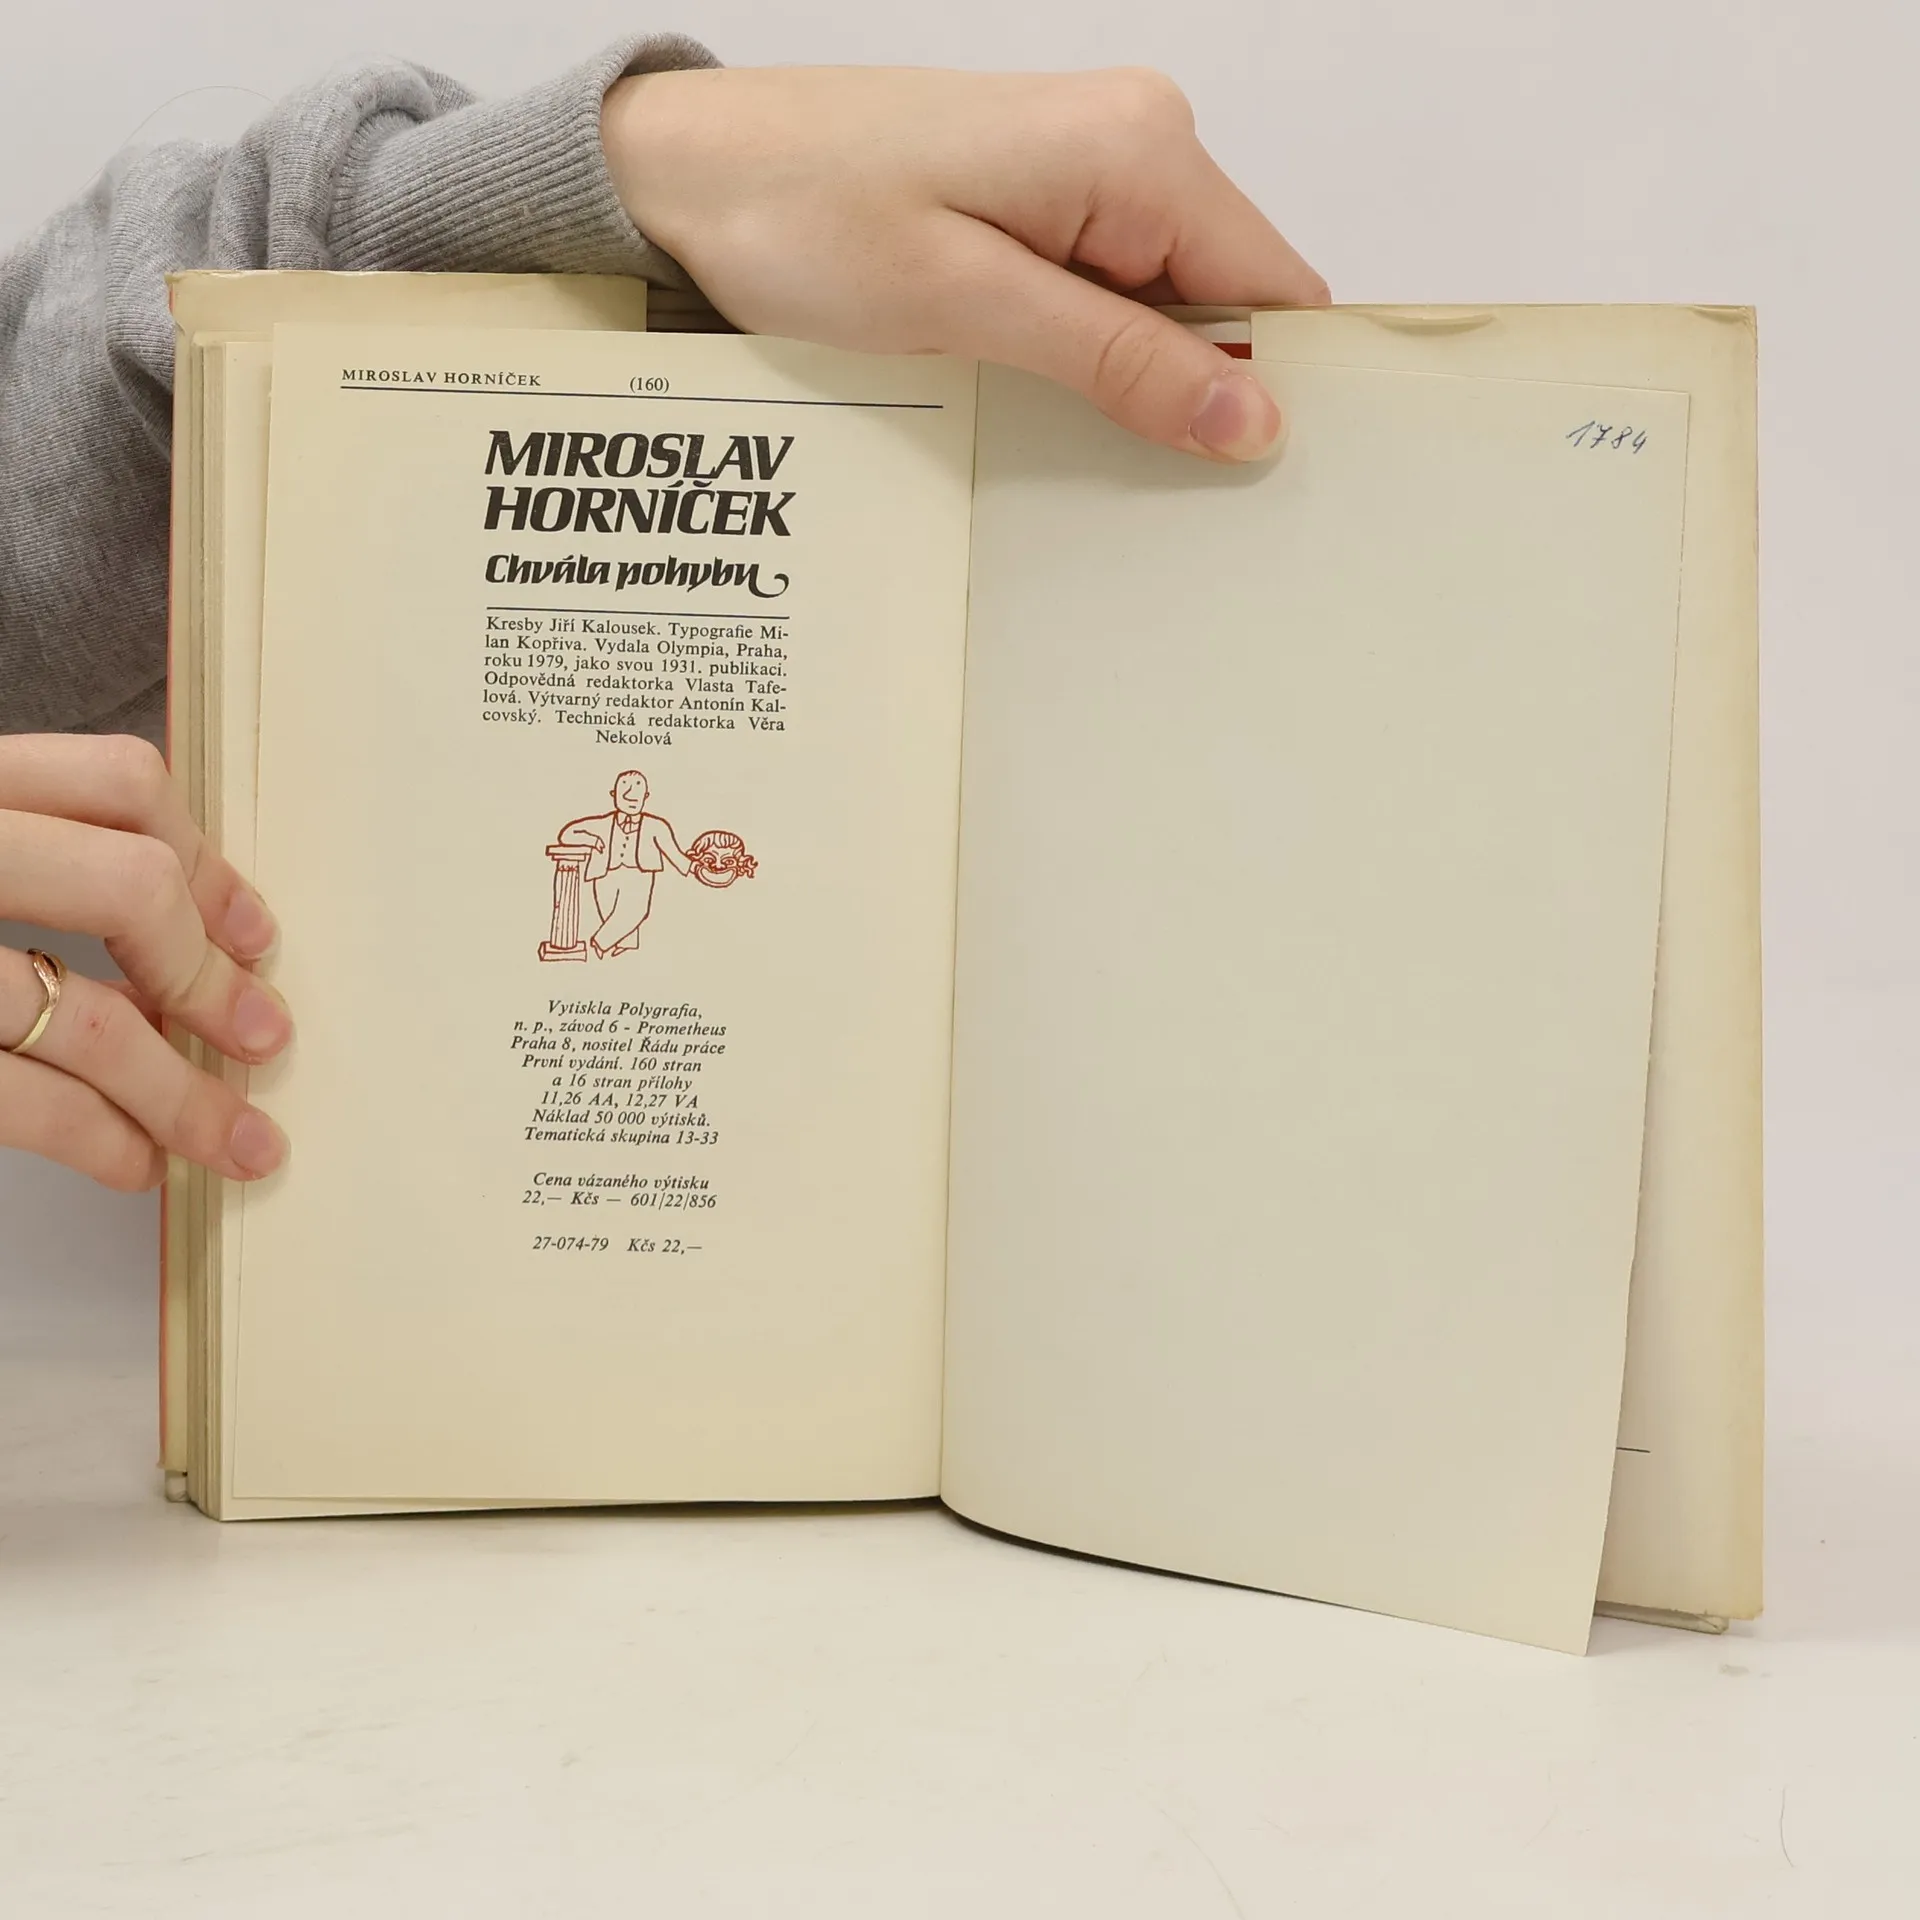 MIROSLAV HORNÍČEK (160)
MIROSLAV
HORNÍČEK
Chvála pohybu
Kresby Jiří Kalousek. Typografie Mi-
lan Kopřiva. Vydala Olympia, Praha,
roku 1979, jako svou 1931. publikaci.
Odpovědná redaktorka Vlasta Tafe-
lová. Výtvarný redaktor Antonín Kal-
covský. Technická redaktorka Věra
Nekolová
Vytiskla Polygrafia,
n. p., závod 6 - Prometheus
Praha 8, nositel Řádu práce
První vydání. 160 stran
a 16 stran přílohy
11,26 AA, 12,27 VA
Náklad 50 000 výtisků.
Tematická skupina 13-33
Cena vázaného výtisku
22,— Kčs — 601/22/856
27-074-79 Kčs 22,—
1784